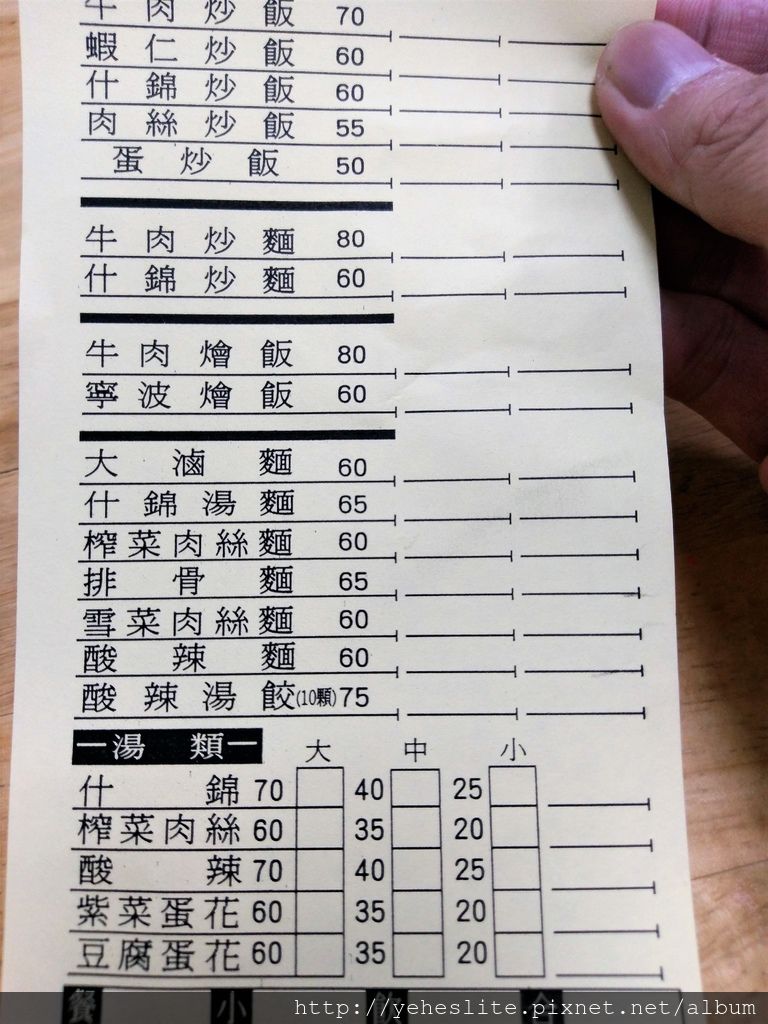 牛肉炒飯 70
蝦仁炒飯 60
什錦炒飯 60
肉絲炒飯 55
蛋炒飯 50
牛肉炒麵 80
什錦炒麵 60
牛肉燴飯 80
寧波燴飯 60
大滷麵 60
什錦湯麵 65
榨菜肉絲麵 60
排骨麵 65
雪菜肉絲麵 60
酸辣麵 60
酸辣湯餃(10顆) 75
—湯類— 大 中 小
什錦 70 40 25
榨菜肉絲 60 35 20
酸辣 70 40 25
紫菜蛋花 60 35 20
豆腐蛋花 60 35 20
餐 小
http://yeheslite.pixnet.net/album